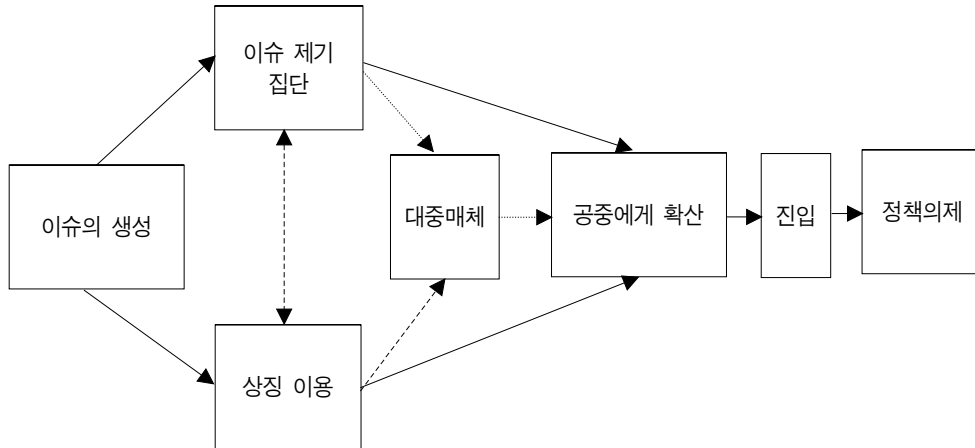 이슈 제기
집단
이슈의 생성
대중매체
공중에게 확산
진입
정책의제
상징 이용